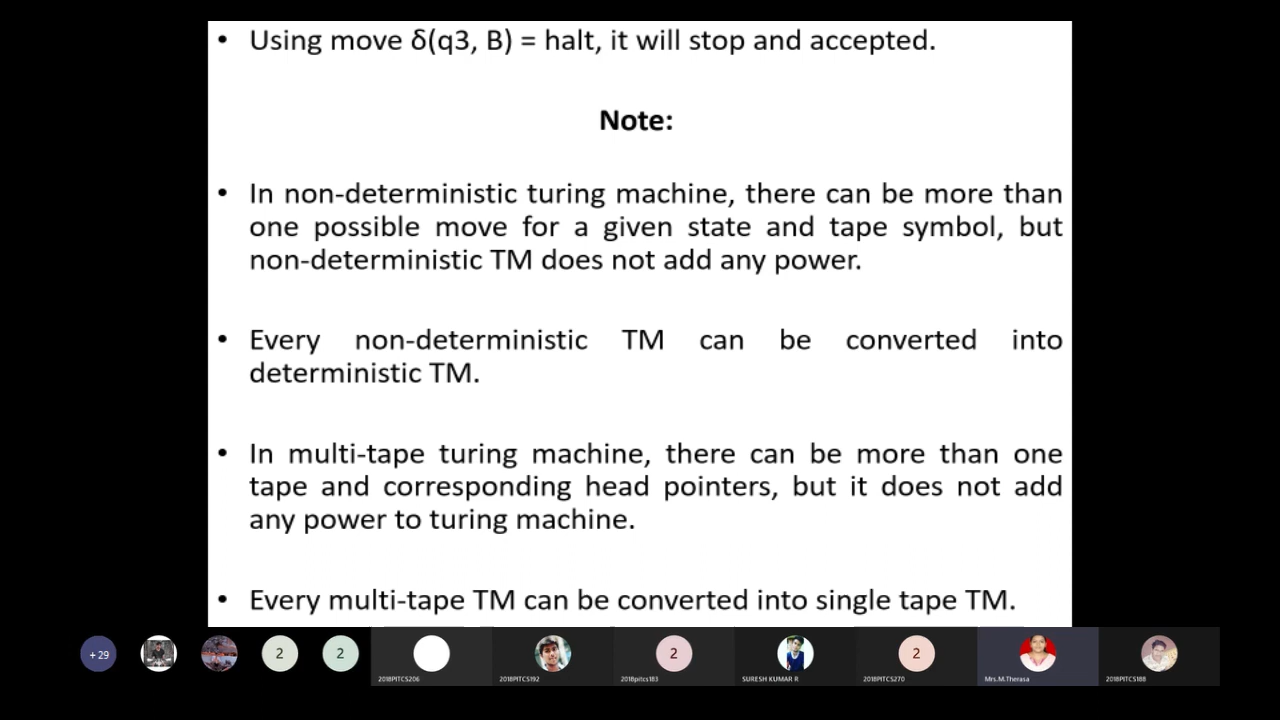 • Using move δ(q3, B) = halt, it will stop and accepted.
Note:
• In non-deterministic turing machine, there can be more than
one possible move for a given state and tape symbol, but
non-deterministic TM does not add any power.
• Every non-deterministic TM can be converted into
deterministic TM.
• In multi-tape turing machine, there can be more than one
tape and corresponding head pointers, but it does not add
any power to turing machine.
• Every multi-tape TM can be converted into single tape TM.
+ 29 2 2 2 2
2018PITCS206 2018PITCS192 2018pitcs183 SURESH KUMAR R 2018PITCS270 Mrs.M.Therasa 2018PITCS188